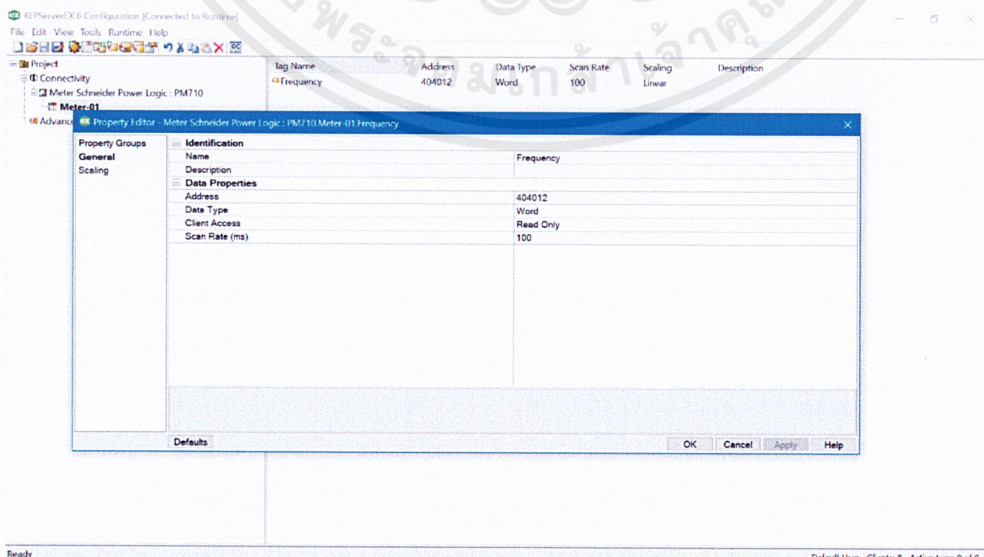 KEPServerEX 6 Configuration [Connected to Runtime]
File Edit View Tools Runtime Help
Project
Connectivity
Meter Schneider Power Logic : PM710
Meter-01
Tag Name Address Data Type Scan Rate Scaling Description
Frequency 404012 Word 100 Linear
Property Editor - Meter Schneider Power Logic : PM710.Meter-01.Frequency
Property Groups
General
Scaling
Identification
Name Frequency
Description
Data Properties
Address 404012
Data Type Word
Client Access Read Only
Scan Rate (ms) 100
Defaults OK Cancel Apply Help
Ready